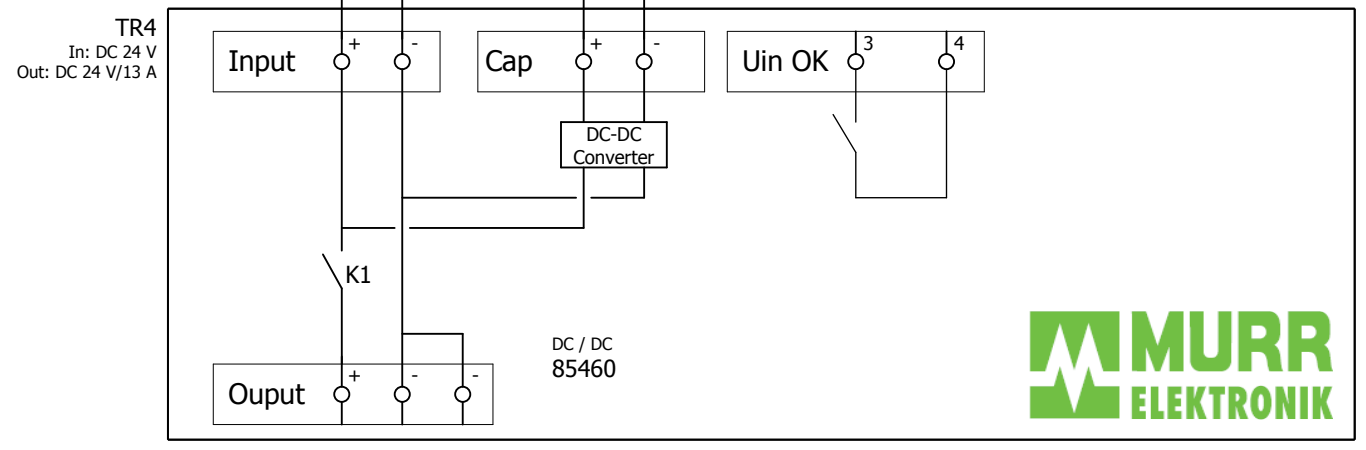 TR4
In: DC 24 V
Out: DC 24 V/13 A
Input + -
Cap + -
Uin OK 3 4
DC-DC
Converter
K1
DC / DC
85460
Ouput + - -
MURR
ELEKTRONIK